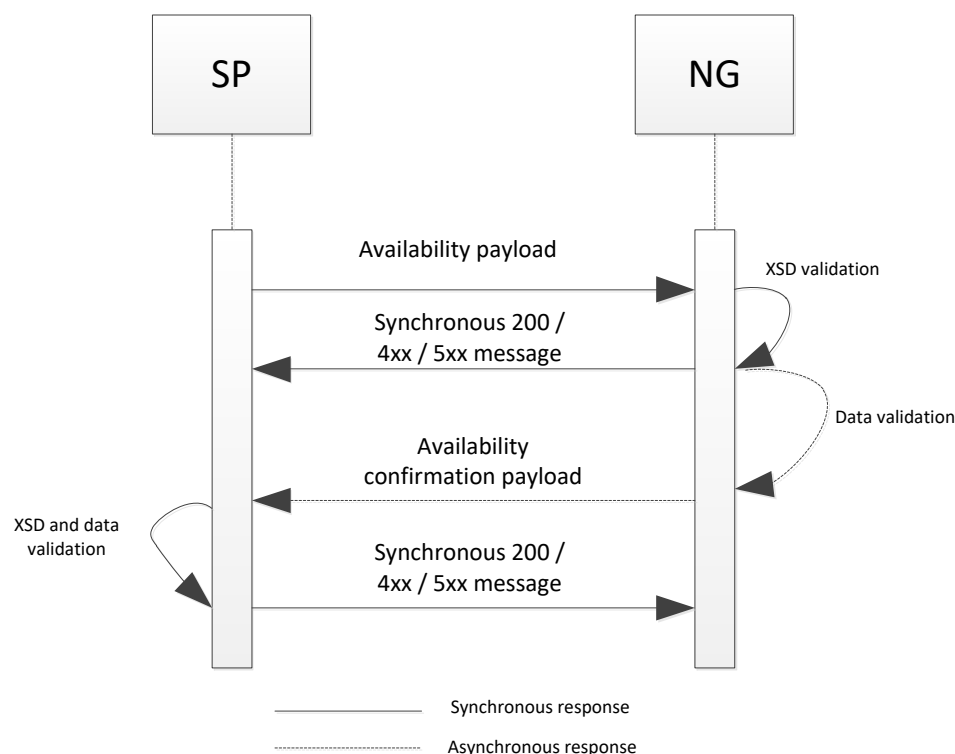 SP
NG
Availability payload
XSD validation
Synchronous 200 /
4xx / 5xx message
Data validation
Availability
confirmation payload
XSD and data
validation
Synchronous 200 /
4xx / 5xx message
Synchronous response
Asynchronous response